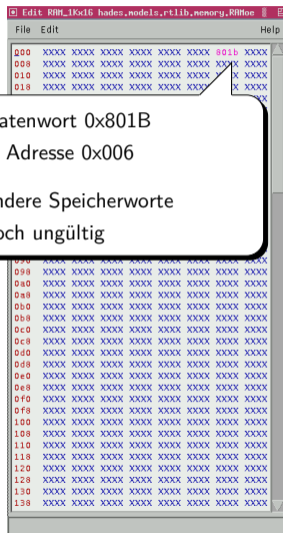 Edit RAM_1Kx16 hades.models.rtlib.memory.RAMoe
File Edit Help
000 XXXX XXXX XXXX XXXX XXXX XXXX 801b XXXX
008 XXXX XXXX XXXX XXXX XXXX XXXX XXXX XXXX
010 XXXX XXXX XXXX XXXX XXXX XXXX XXXX
018 XXXX XXXX XXXX XXXX XXXX XXXX XXXX
atenwort 0x801B
Adresse 0x006
ndere Speicherworte
och ungültig
090 XXXX XXXX XXXX XXXX XXXX XXXX XXXX XXXX
098 XXXX XXXX XXXX XXXX XXXX XXXX XXXX XXXX
0a0 XXXX XXXX XXXX XXXX XXXX XXXX XXXX XXXX
0a8 XXXX XXXX XXXX XXXX XXXX XXXX XXXX XXXX
0b0 XXXX XXXX XXXX XXXX XXXX XXXX XXXX XXXX
0b8 XXXX XXXX XXXX XXXX XXXX XXXX XXXX XXXX
0c0 XXXX XXXX XXXX XXXX XXXX XXXX XXXX XXXX
0c8 XXXX XXXX XXXX XXXX XXXX XXXX XXXX XXXX
0d0 XXXX XXXX XXXX XXXX XXXX XXXX XXXX XXXX
0d8 XXXX XXXX XXXX XXXX XXXX XXXX XXXX XXXX
0e0 XXXX XXXX XXXX XXXX XXXX XXXX XXXX XXXX
0e8 XXXX XXXX XXXX XXXX XXXX XXXX XXXX XXXX
0f0 XXXX XXXX XXXX XXXX XXXX XXXX XXXX XXXX
0f8 XXXX XXXX XXXX XXXX XXXX XXXX XXXX XXXX
100 XXXX XXXX XXXX XXXX XXXX XXXX XXXX XXXX
108 XXXX XXXX XXXX XXXX XXXX XXXX XXXX XXXX
110 XXXX XXXX XXXX XXXX XXXX XXXX XXXX XXXX
118 XXXX XXXX XXXX XXXX XXXX XXXX XXXX XXXX
120 XXXX XXXX XXXX XXXX XXXX XXXX XXXX XXXX
128 XXXX XXXX XXXX XXXX XXXX XXXX XXXX XXXX
130 XXXX XXXX XXXX XXXX XXXX XXXX XXXX XXXX
138 XXXX XXXX XXXX XXXX XXXX XXXX XXXX XXXX